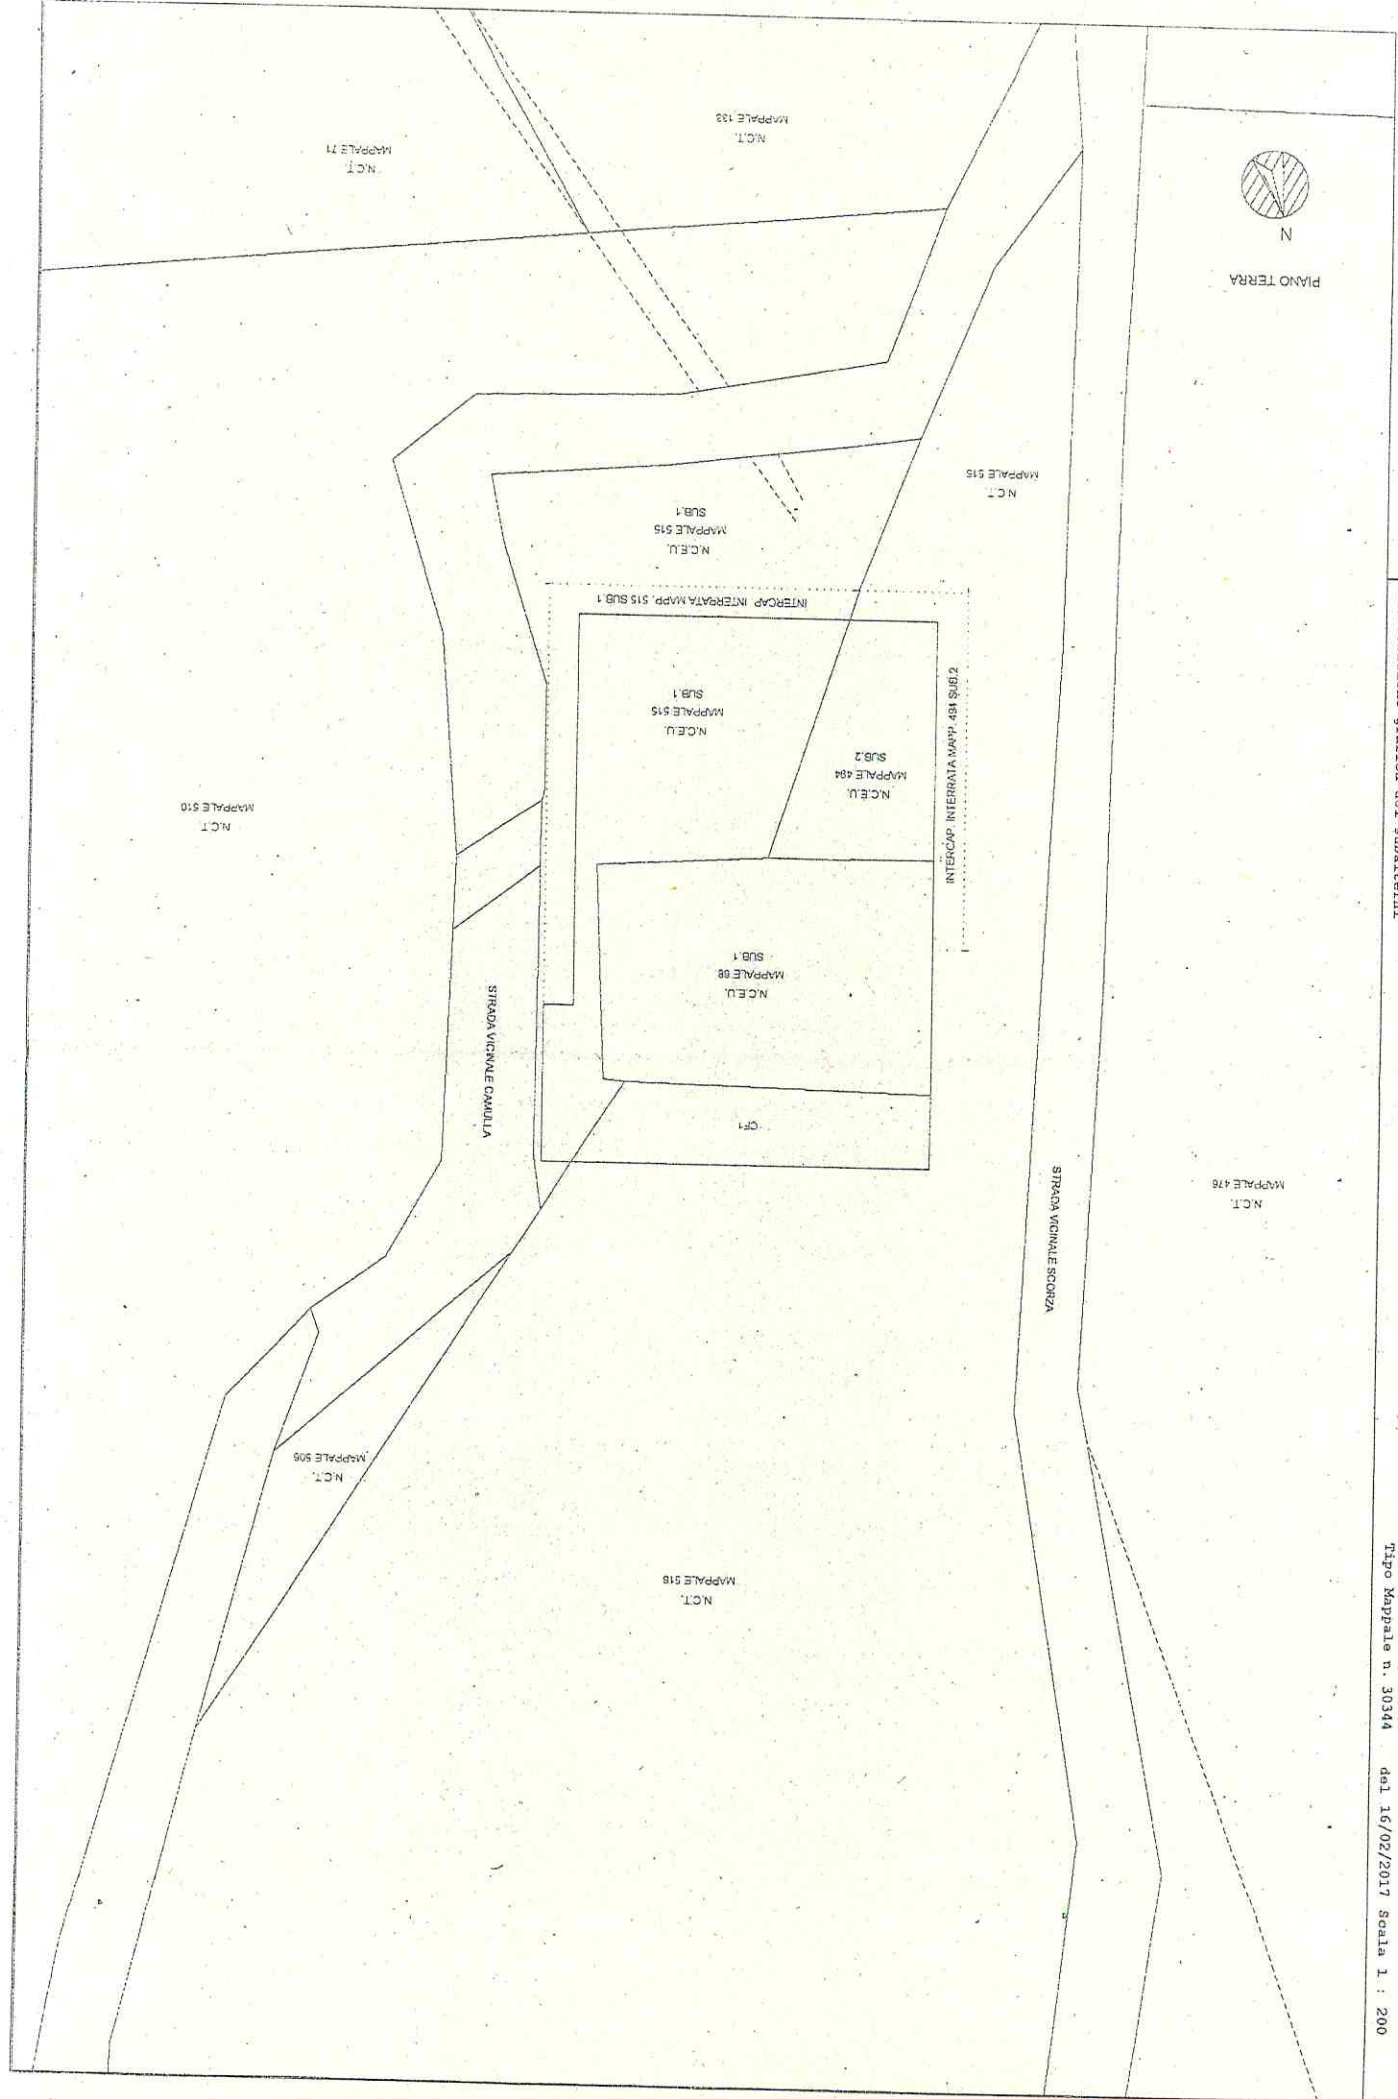 N.C.T.
MAPPALE 133
N.C.T.
MAPPALE 71
N
PIANO TERRA
N.C.T.
MAPPALE 515
N.C.E.U.
MAPPALE 515
SUB.1
INTERCAP. INTERRATA MAPP. 515 SUB.1
N.C.E.U.
MAPPALE 515
SUB.1
N.C.E.U.
MAPPALE 494
SUB.2
INTERCAP. INTERRATA MAPP. 494 SUB.2
N.C.T.
MAPPALE 510
N.C.E.U.
MAPPALE 68
SUB.1
STRADA VICINALE CAMULLA
CF1
STRADA VICINALE SCORZA
N.C.T.
MAPPALE 476
N.C.T.
MAPPALE 506
N.C.T.
MAPPALE 516
Tipo Mappale n. 30344 del 16/02/2017 Scala 1 : 200